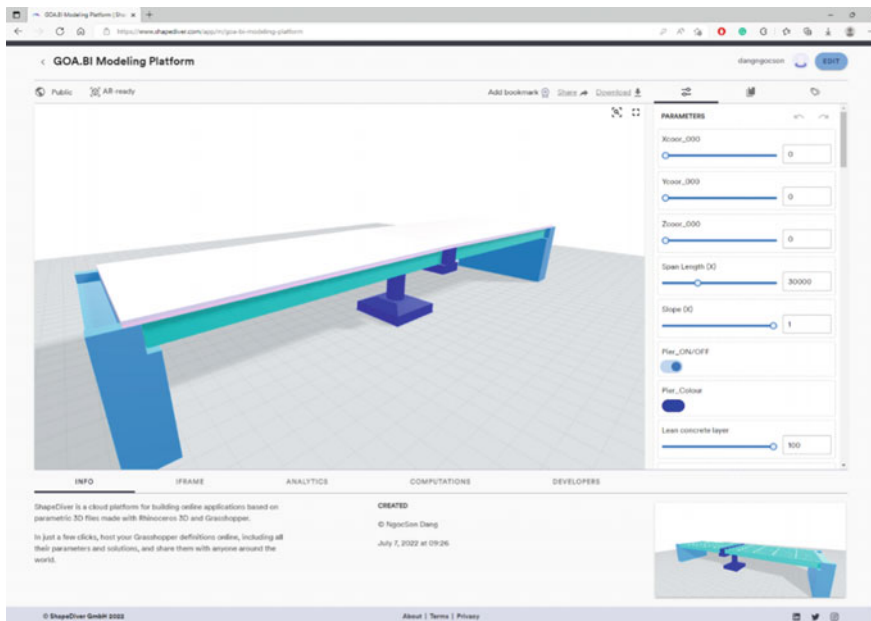 GOA.BI Modeling Platform | Sha
https://www.shapediver.com/app/m/goa-bi-modeling-platform
GOA.BI Modeling Platform
dangngocson
EDIT
Public
AR-ready
Add bookmark
Share
Download
PARAMETERS
Xcoor_000
0
Ycoor_000
0
Zcoor_000
0
Span Length (X)
30000
Slope (X)
1
Pier_ON/OFF
Pier_Colour
Lean concrete layer
100
INFO
IFRAME
ANALYTICS
COMPUTATIONS
DEVELOPERS
ShapeDiver is a cloud platform for building online applications based on
parametric 3D files made with Rhinoceros 3D and Grasshopper.
In just a few clicks, host your Grasshopper definitions online, including all
their parameters and solutions, and share them with anyone around the
world.
CREATED
© NgocSon Dang
July 7, 2022 at 09:26
© ShapeDiver GmbH 2022
About | Terms | Privacy